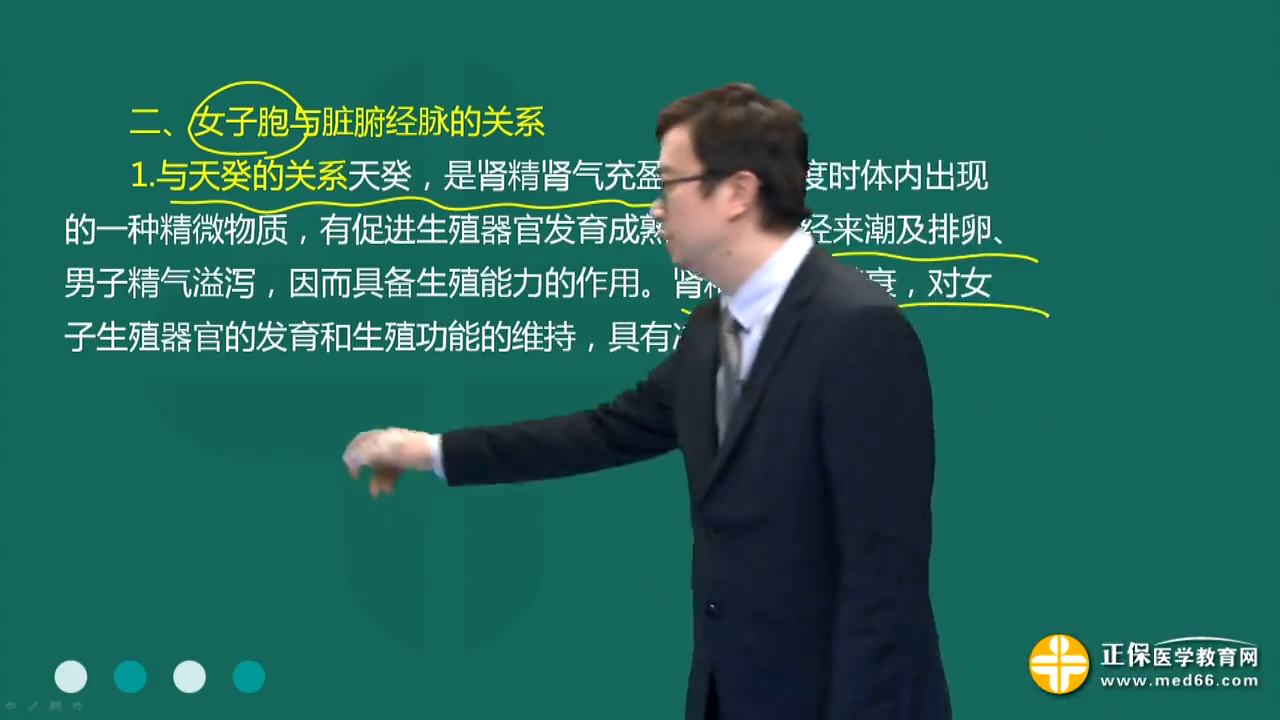 二、女子胞与脏腑经脉的关系
1.与天癸的关系天癸，是肾精肾气充盈 度时体内出现
的一种精微物质，有促进生殖器官发育成熟 经来潮及排卵、
男子精气溢泻，因而具备生殖能力的作用。肾 衰，对女
子生殖器官的发育和生殖功能的维持，具有
正保医学教育网
www.med66.com